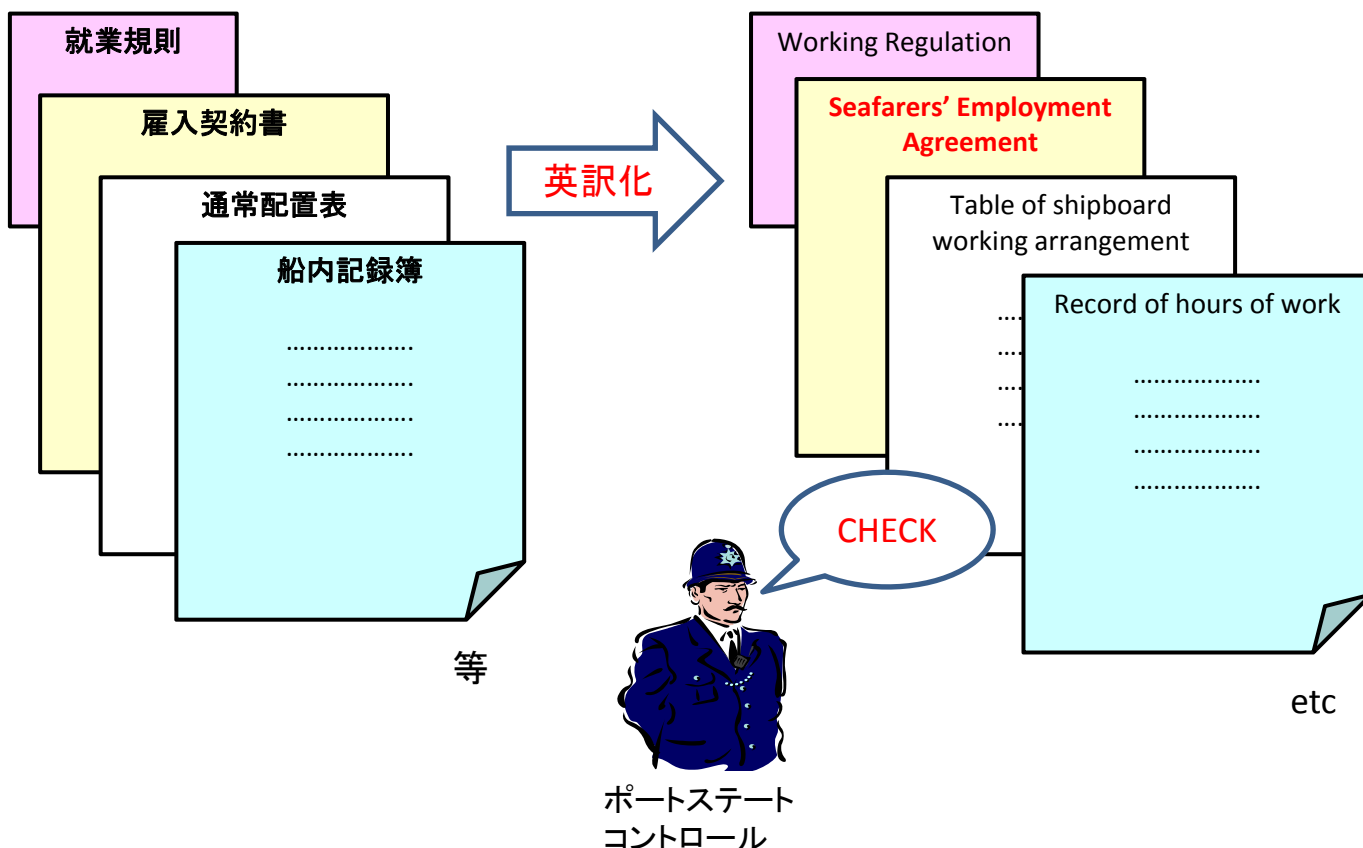 就業規則
雇入契約書
通常配置表
船内記録簿
……………….
……………….
……………….
……………….
等
英訳化
Working Regulation
Seafarers’ Employment
Agreement
Table of shipboard
working arrangement
….
….
….
….
Record of hours of work
……………….
……………….
……………….
……………….
etc
CHECK
ポートステート
コントロール